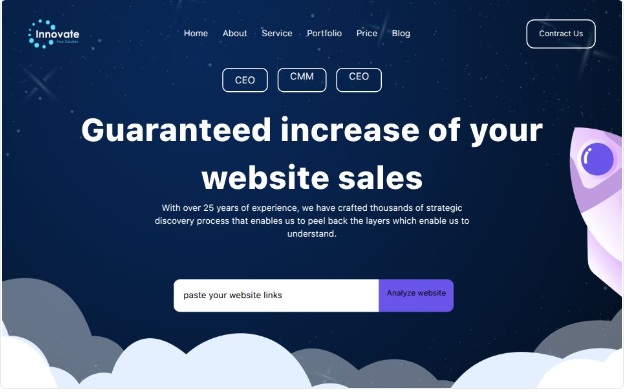 Innovate
Home About Service Portfolio Price Blog
Contact Us
CEO CMM CEO
Guaranteed increase of your
website sales
With over 25 years of experience, we have crafted thousands of strategic
discovery process that enables us to peel back the layers which enable us to
understand.
paste your website links
Analyze website